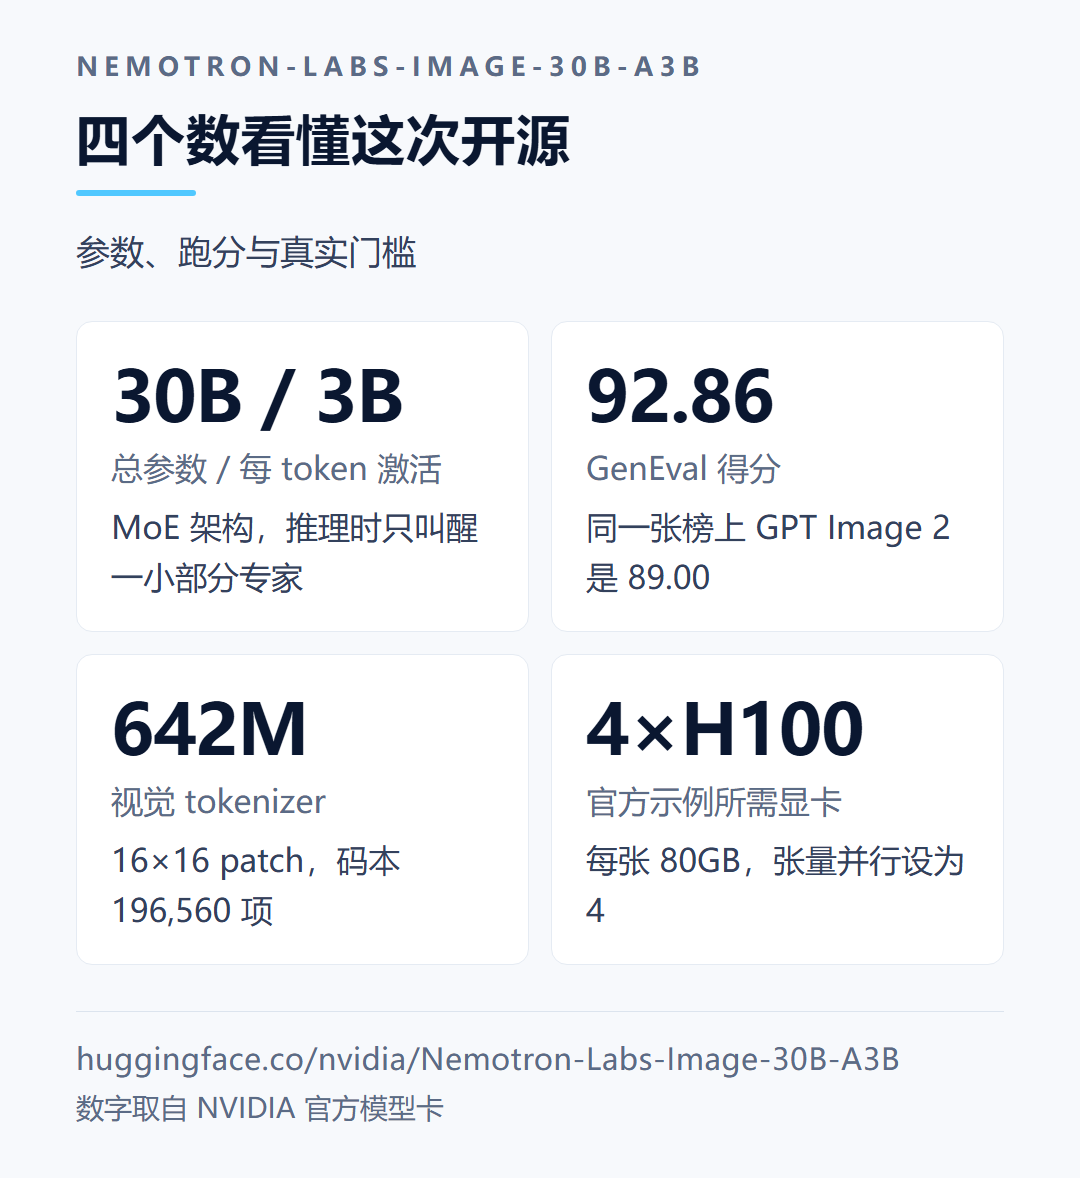 NEMOTRON-LABS-IMAGE-30B-A3B
四个数看懂这次开源
参数、跑分与真实门槛
30B / 3B
总参数 / 每 token 激活
MoE 架构，推理时只叫醒
一小部分专家
92.86
GenEval 得分
同一张榜上 GPT Image 2
是 89.00
642M
视觉 tokenizer
16×16 patch，码本
196,560 项
4×H100
官方示例所需显卡
每张 80GB，张量并行设为
4
huggingface.co/nvidia/Nemotron-Labs-Image-30B-A3B
数字取自 NVIDIA 官方模型卡